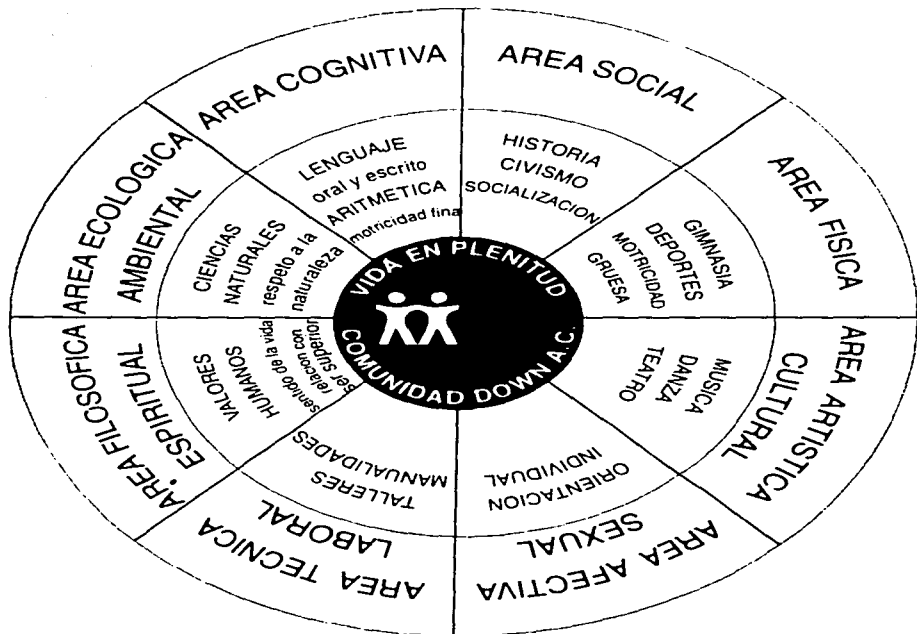 AREA COGNITIVA
LENGUAJE
oral y escrito
ARITMETICA
motricidad fina
AREA SOCIAL
HISTORIA
CIVISMO
SOCIALIZACION
AREA FISICA
GIMNASIA
DEPORTES
MOTRICIDAD
GRUESA
AREA ARTISTICA
CULTURAL
MUSICA
DANZA
TEATRO
AREA AFECTIVA
SEXUAL
ORIENTACION
INDIVIDUAL
AREA TECNICA
LABORAL
TALLERES
MANUALIDADES
AREA FILOSOFICA
ESPIRITUAL
VALORES
HUMANOS
sentido de la vida
relacion con
ser superior
AREA ECOLOGICA
AMBIENTAL
CIENCIAS
NATURALES
respeto a la
naturaleza
VIDA EN PLENITUD
COMUNIDAD DOWN A.C.